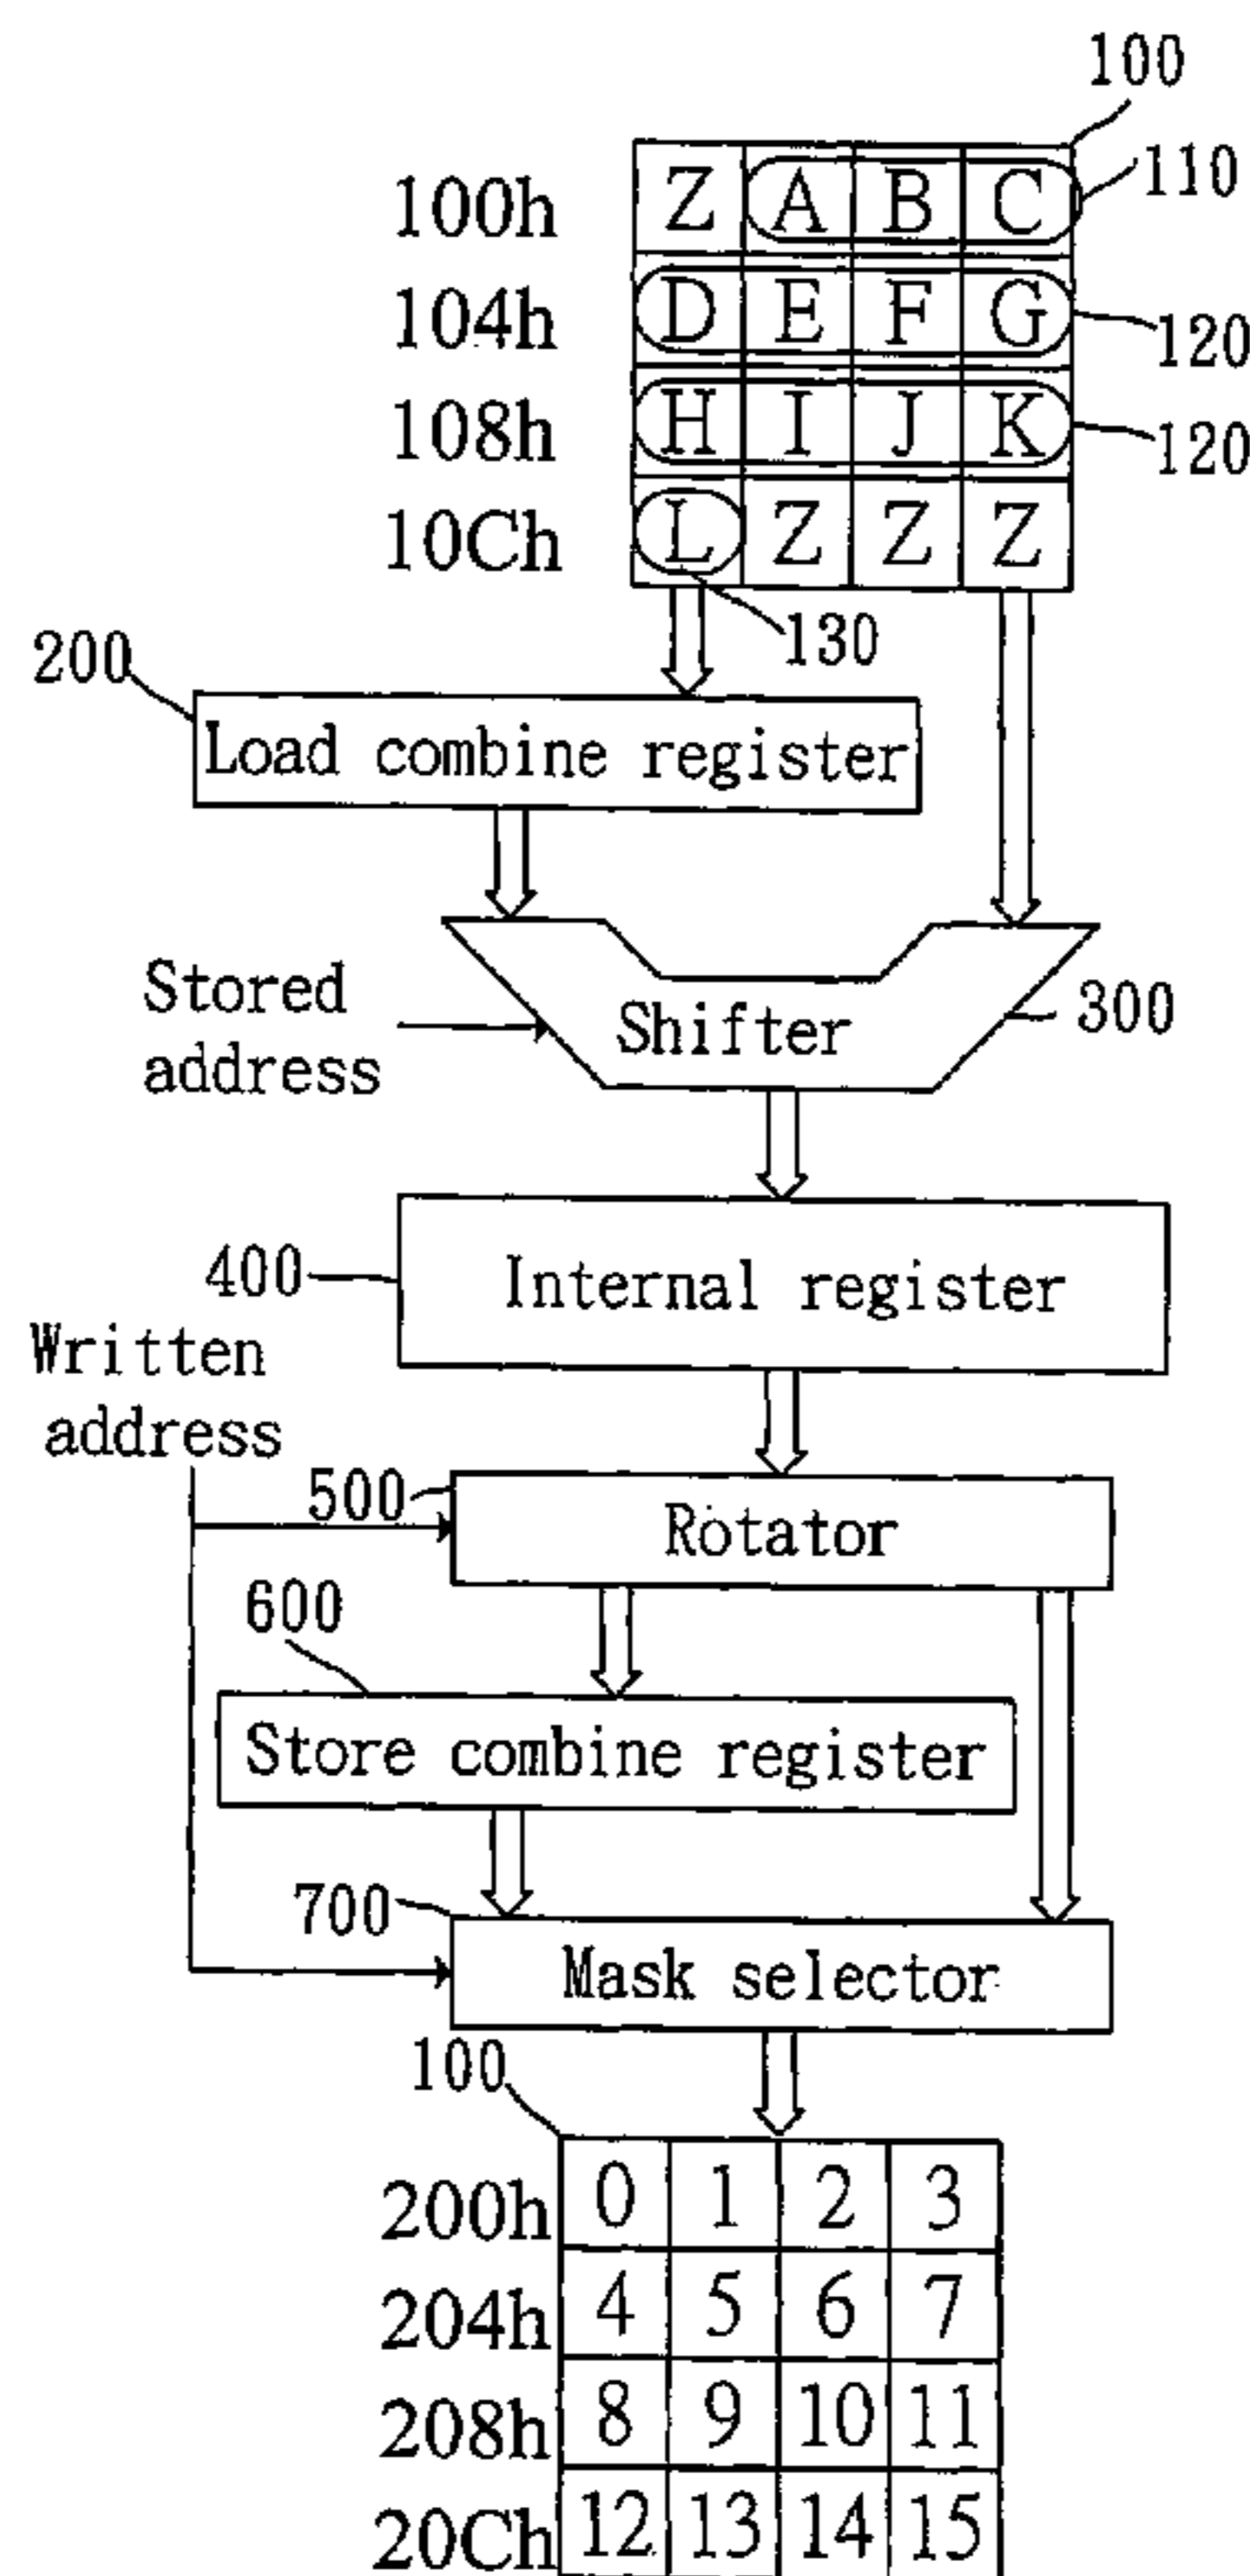 100
100h Z A B C 110
104h D E F G 120
108h H I J K 120
10Ch L Z Z Z
130
200
Load combine register
Stored
address
Shifter
300
400
Internal register
Written
address
500
Rotator
600
Store combine register
700
Mask selector
100
200h 0 1 2 3
204h 4 5 6 7
208h 8 9 10 11
20Ch 12 13 14 15